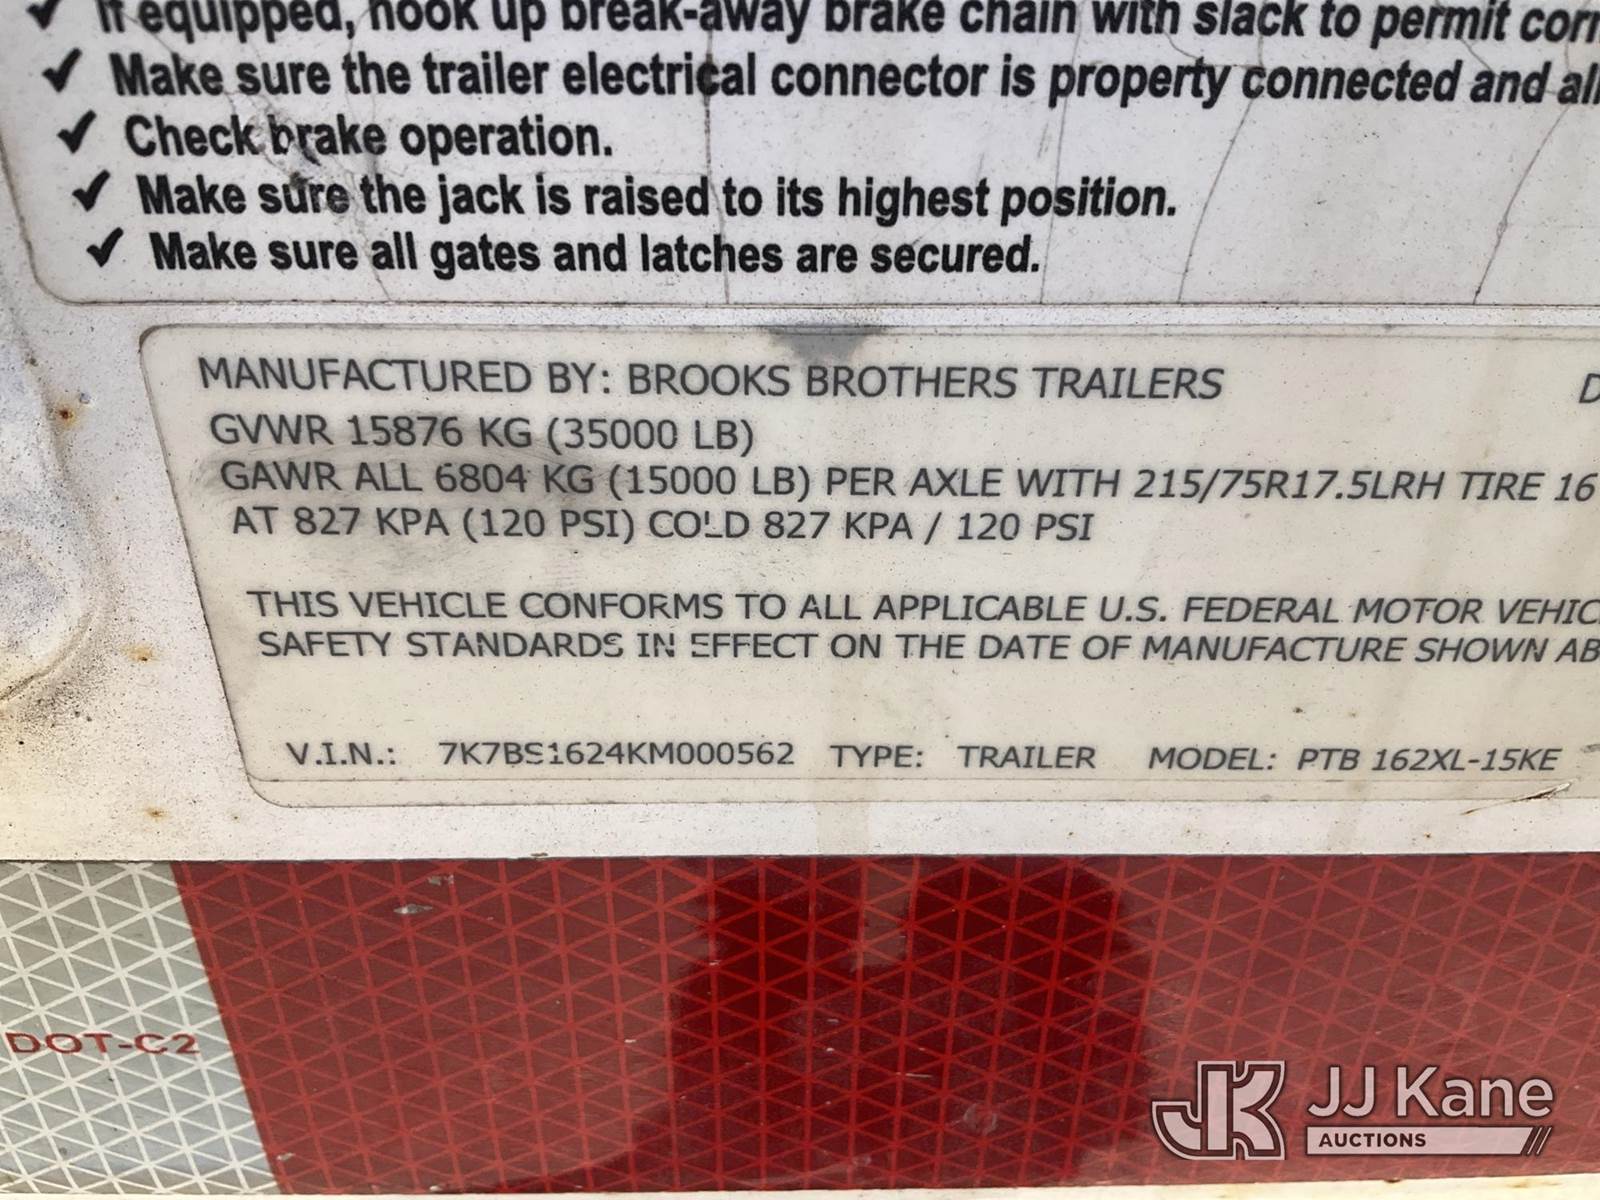 ✓ If equipped, hook up break-away brake chain with slack to permit
✓ Make sure the trailer electrical connector is property connected and all
✓ Check brake operation.
✓ Make sure the jack is raised to its highest position.
✓ Make sure all gates and latches are secured.
MANUFACTURED BY: BROOKS BROTHERS TRAILERS
GVWR 15876 KG (35000 LB)
GAWR ALL 6804 KG (15000 LB) PER AXLE WITH 215/75R17.5LRH TIRE 16
AT 827 KPA (120 PSI) COLD 827 KPA / 120 PSI
THIS VEHICLE CONFORMS TO ALL APPLICABLE U.S. FEDERAL MOTOR
SAFETY STANDARDS IN EFFECT ON THE DATE OF MANUFACTURE SHOWN
V.I.N.: 7K7BS1624KM000562 TYPE: TRAILER MODEL: PTB 162XL-15KE
DOT-C2
JK JJ Kane
AUCTIONS